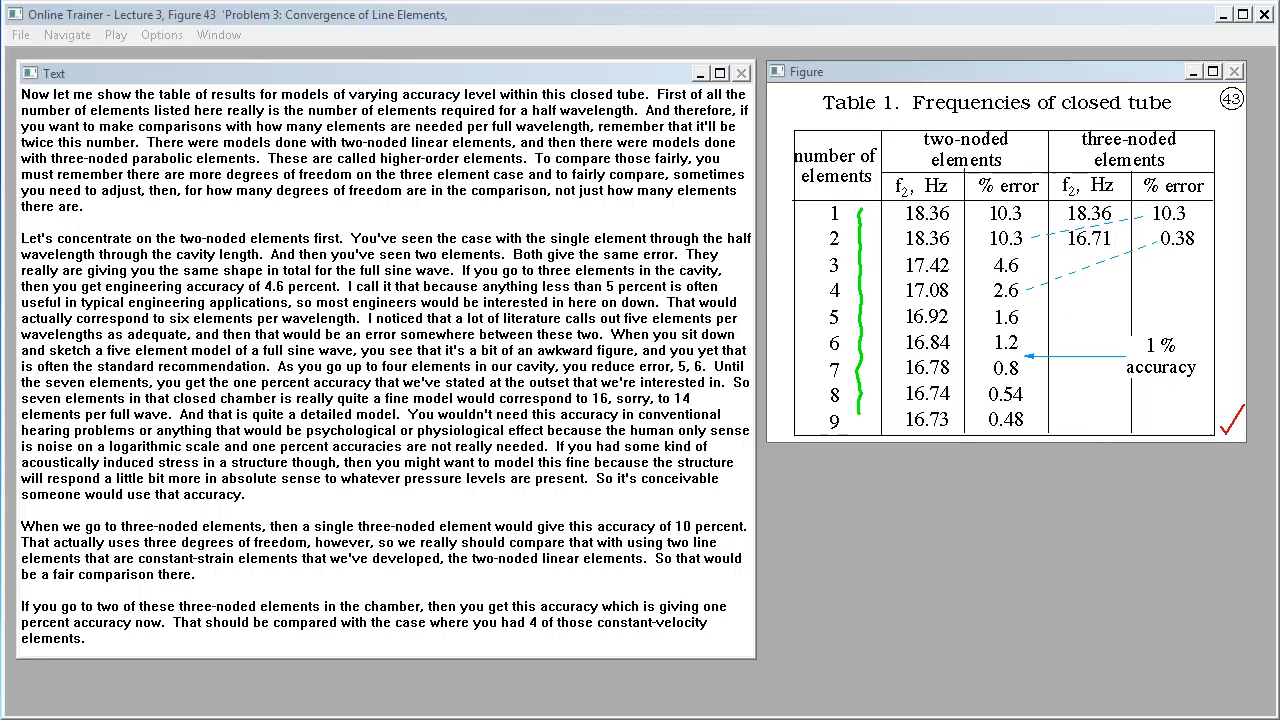 Online Trainer - Lecture 3, Figure 43  'Problem 3: Convergence of Line Elements,
File Navigate Play Options Window
Text
Now let me show the table of results for models of varying accuracy level within this closed tube.  First of all the
number of elements listed here really is the number of elements required for a half wavelength.  And therefore, if
you want to make comparisons with how many elements are needed per full wavelength, remember that it'll be
twice this number.  There were models done with two-noded linear elements, and then there were models done
with three-noded parabolic elements.  These are called higher-order elements.  To compare those fairly, you
must remember there are more degrees of freedom on the three element case and to fairly compare, sometimes
you need to adjust, then, for how many degrees of freedom are in the comparison, not just how many elements
there are.
Let's concentrate on the two-noded elements first.  You've seen the case with the single element through the half
wavelength through the cavity length.  And then you've seen two elements.  Both give the same error.  They
really are giving you the same shape in total for the full sine wave.  If you go to three elements in the cavity,
then you get engineering accuracy of 4.6 percent.  I call it that because anything less than 5 percent is often
useful in typical engineering applications, so most engineers would be interested in here on down.  That would
actually correspond to six elements per wavelength.  I noticed that a lot of literature calls out five elements per
wavelengths as adequate, and then that would be an error somewhere between these two.  When you sit down
and sketch a five element model of a full sine wave, you see that it's a bit of an awkward figure, and you yet that
is often the standard recommendation.  As you go up to four elements in our cavity, you reduce error, 5, 6.  Until
the seven elements, you get the one percent accuracy that we've stated at the outset that we're interested in.  So
seven elements in that closed chamber is really quite a fine model would correspond to 16, sorry, to 14
elements per full wave.  And that is quite a detailed model.  You wouldn't need this accuracy in conventional
hearing problems or anything that would be psychological or physiological effect because the human only sense
is noise on a logarithmic scale and one percent accuracies are not really needed.  If you had some kind of
acoustically induced stress in a structure though, then you might want to model this fine because the structure
will respond a little bit more in absolute sense to whatever pressure levels are present.  So it's conceivable
someone would use that accuracy.
When we go to three-noded elements, then a single three-noded element would give this accuracy of 10 percent.
That actually uses three degrees of freedom, however, so we really should compare that with using two line
elements that are constant-strain elements that we've developed, the two-noded linear elements.  So that would
be a fair comparison there.
If you go to two of these three-noded elements in the chamber, then you get this accuracy which is giving one
percent accuracy now.  That should be compared with the case where you had 4 of those constant-velocity
elements.
Figure
Table 1.  Frequencies of closed tube 43
number of elements two-noded elements three-noded elements
f2, Hz % error f2, Hz % error
1 18.36 10.3 18.36 10.3
2 18.36 10.3 16.71 0.38
3 17.42 4.6
4 17.08 2.6
5 16.92 1.6
6 16.84 1.2 1 %
7 16.78 0.8 accuracy
8 16.74 0.54
9 16.73 0.48